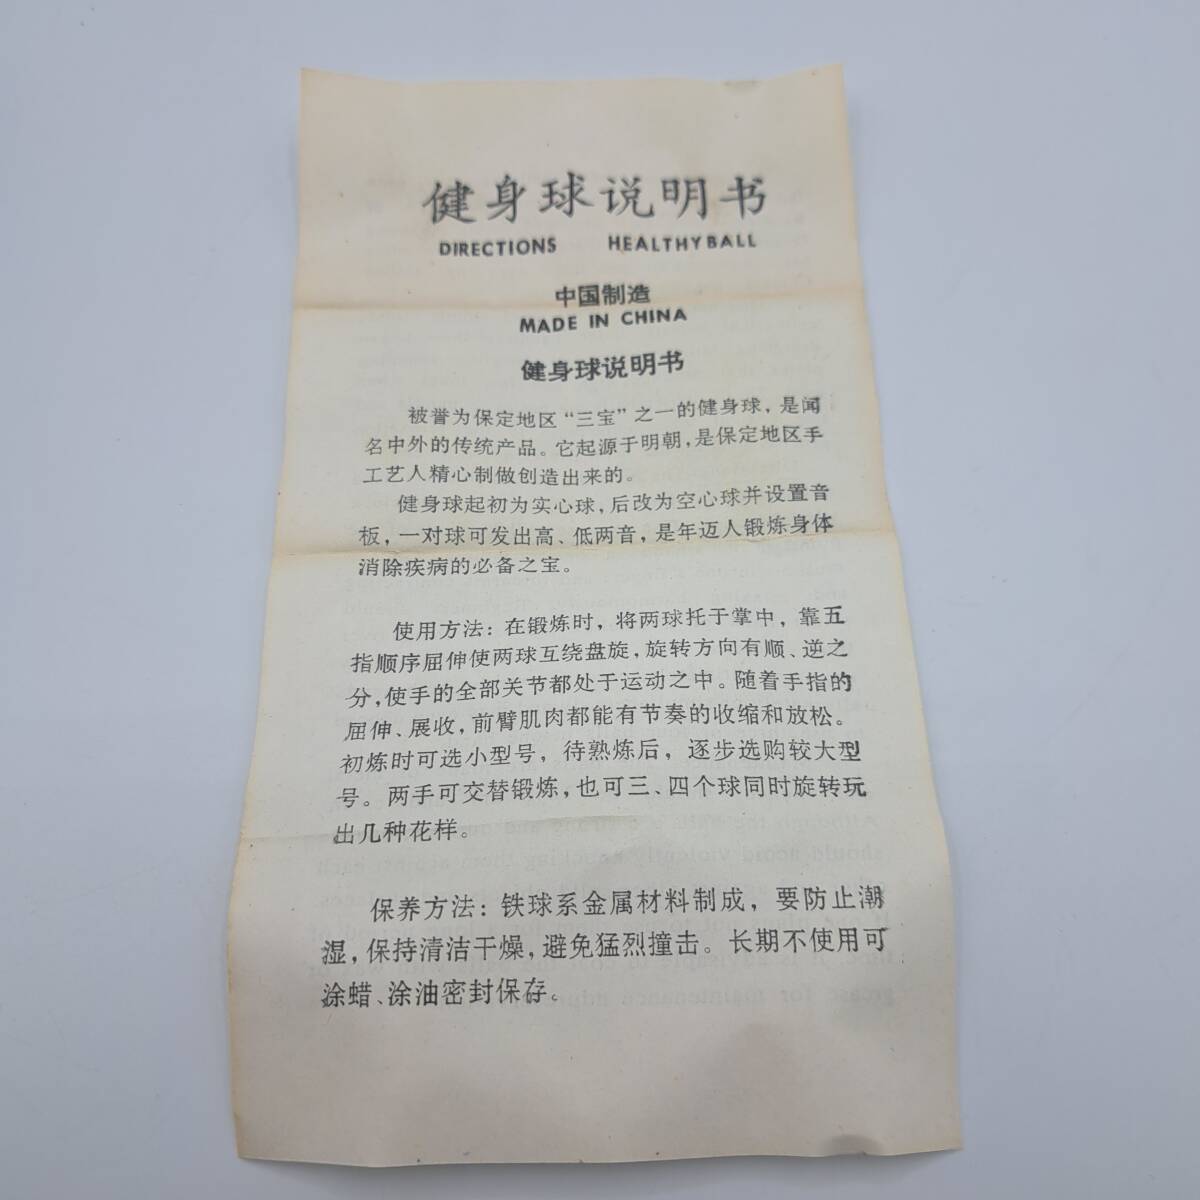 健身球说明书
DIRECTIONS HEALTHYBALL
中国制造
MADE IN CHINA
健身球说明书
被誉为保定地区“三宝”之一的健身球，是闻
名中外的传统产品。它起源于明朝，是保定地区手
工艺人精心制做创造出来的。
健身球起初为实心球，后改为空心球并设置音
板，一对球可发出高、低两音，是年迈人锻炼身体
消除疾病的必备之宝。
使用方法：在锻炼时，将两球托于掌中，靠五
指顺序屈伸使两球互绕盘旋，旋转方向有顺、逆之
分，使手的全部关节都处于运动之中。随着手指的
屈伸、展收，前臂肌肉都能有节奏的收缩和放松。
初炼时可选小型号，待熟炼后，逐步选购较大型
号。两手可交替锻炼，也可三、四个球同时旋转玩
出几种花样。
保养方法：铁球系金属材料制成，要防止潮
湿，保持清洁干燥，避免猛烈撞击。长期不使用可
涂蜡、涂油密封保存。